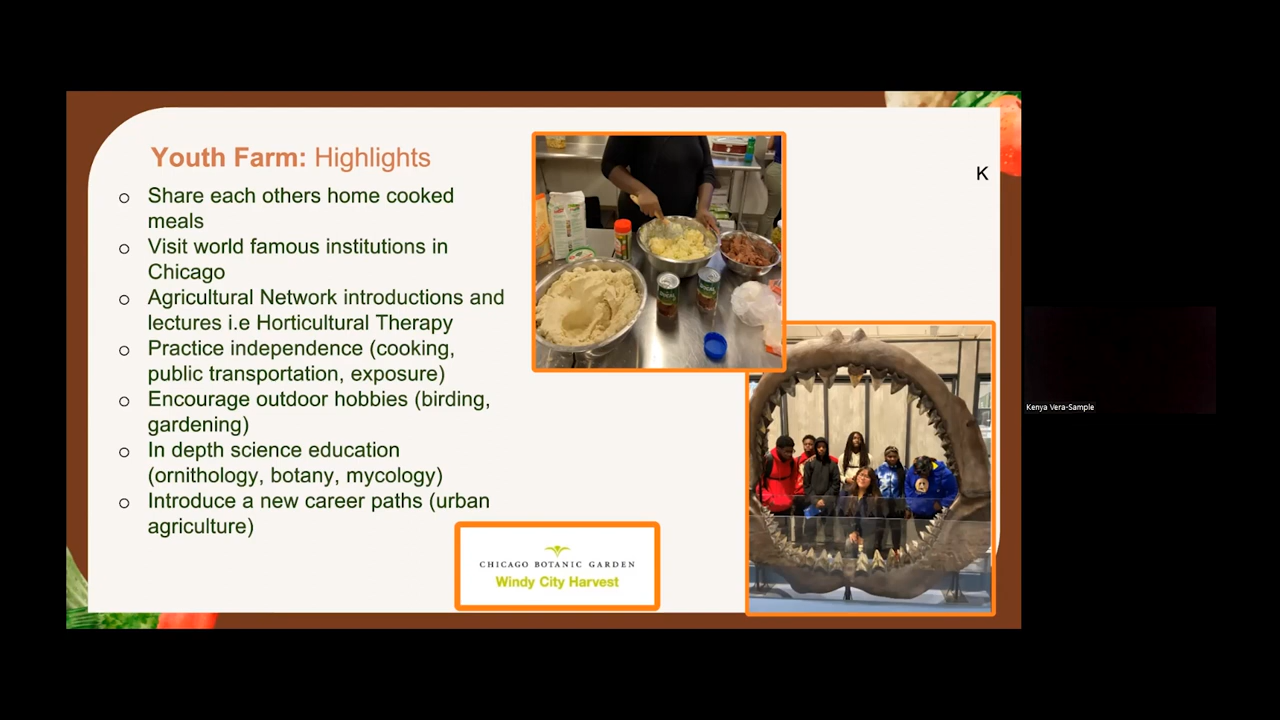 Youth Farm: Highlights
o Share each others home cooked
meals
o Visit world famous institutions in
Chicago
o Agricultural Network introductions and
lectures i.e Horticultural Therapy
o Practice independence (cooking,
public transportation, exposure)
o Encourage outdoor hobbies (birding,
gardening)
o In depth science education
(ornithology, botany, mycology)
o Introduce a new career paths (urban
agriculture)
CHICAGO BOTANIC GARDEN
Windy City Harvest
K
Kenya Vera-Sample